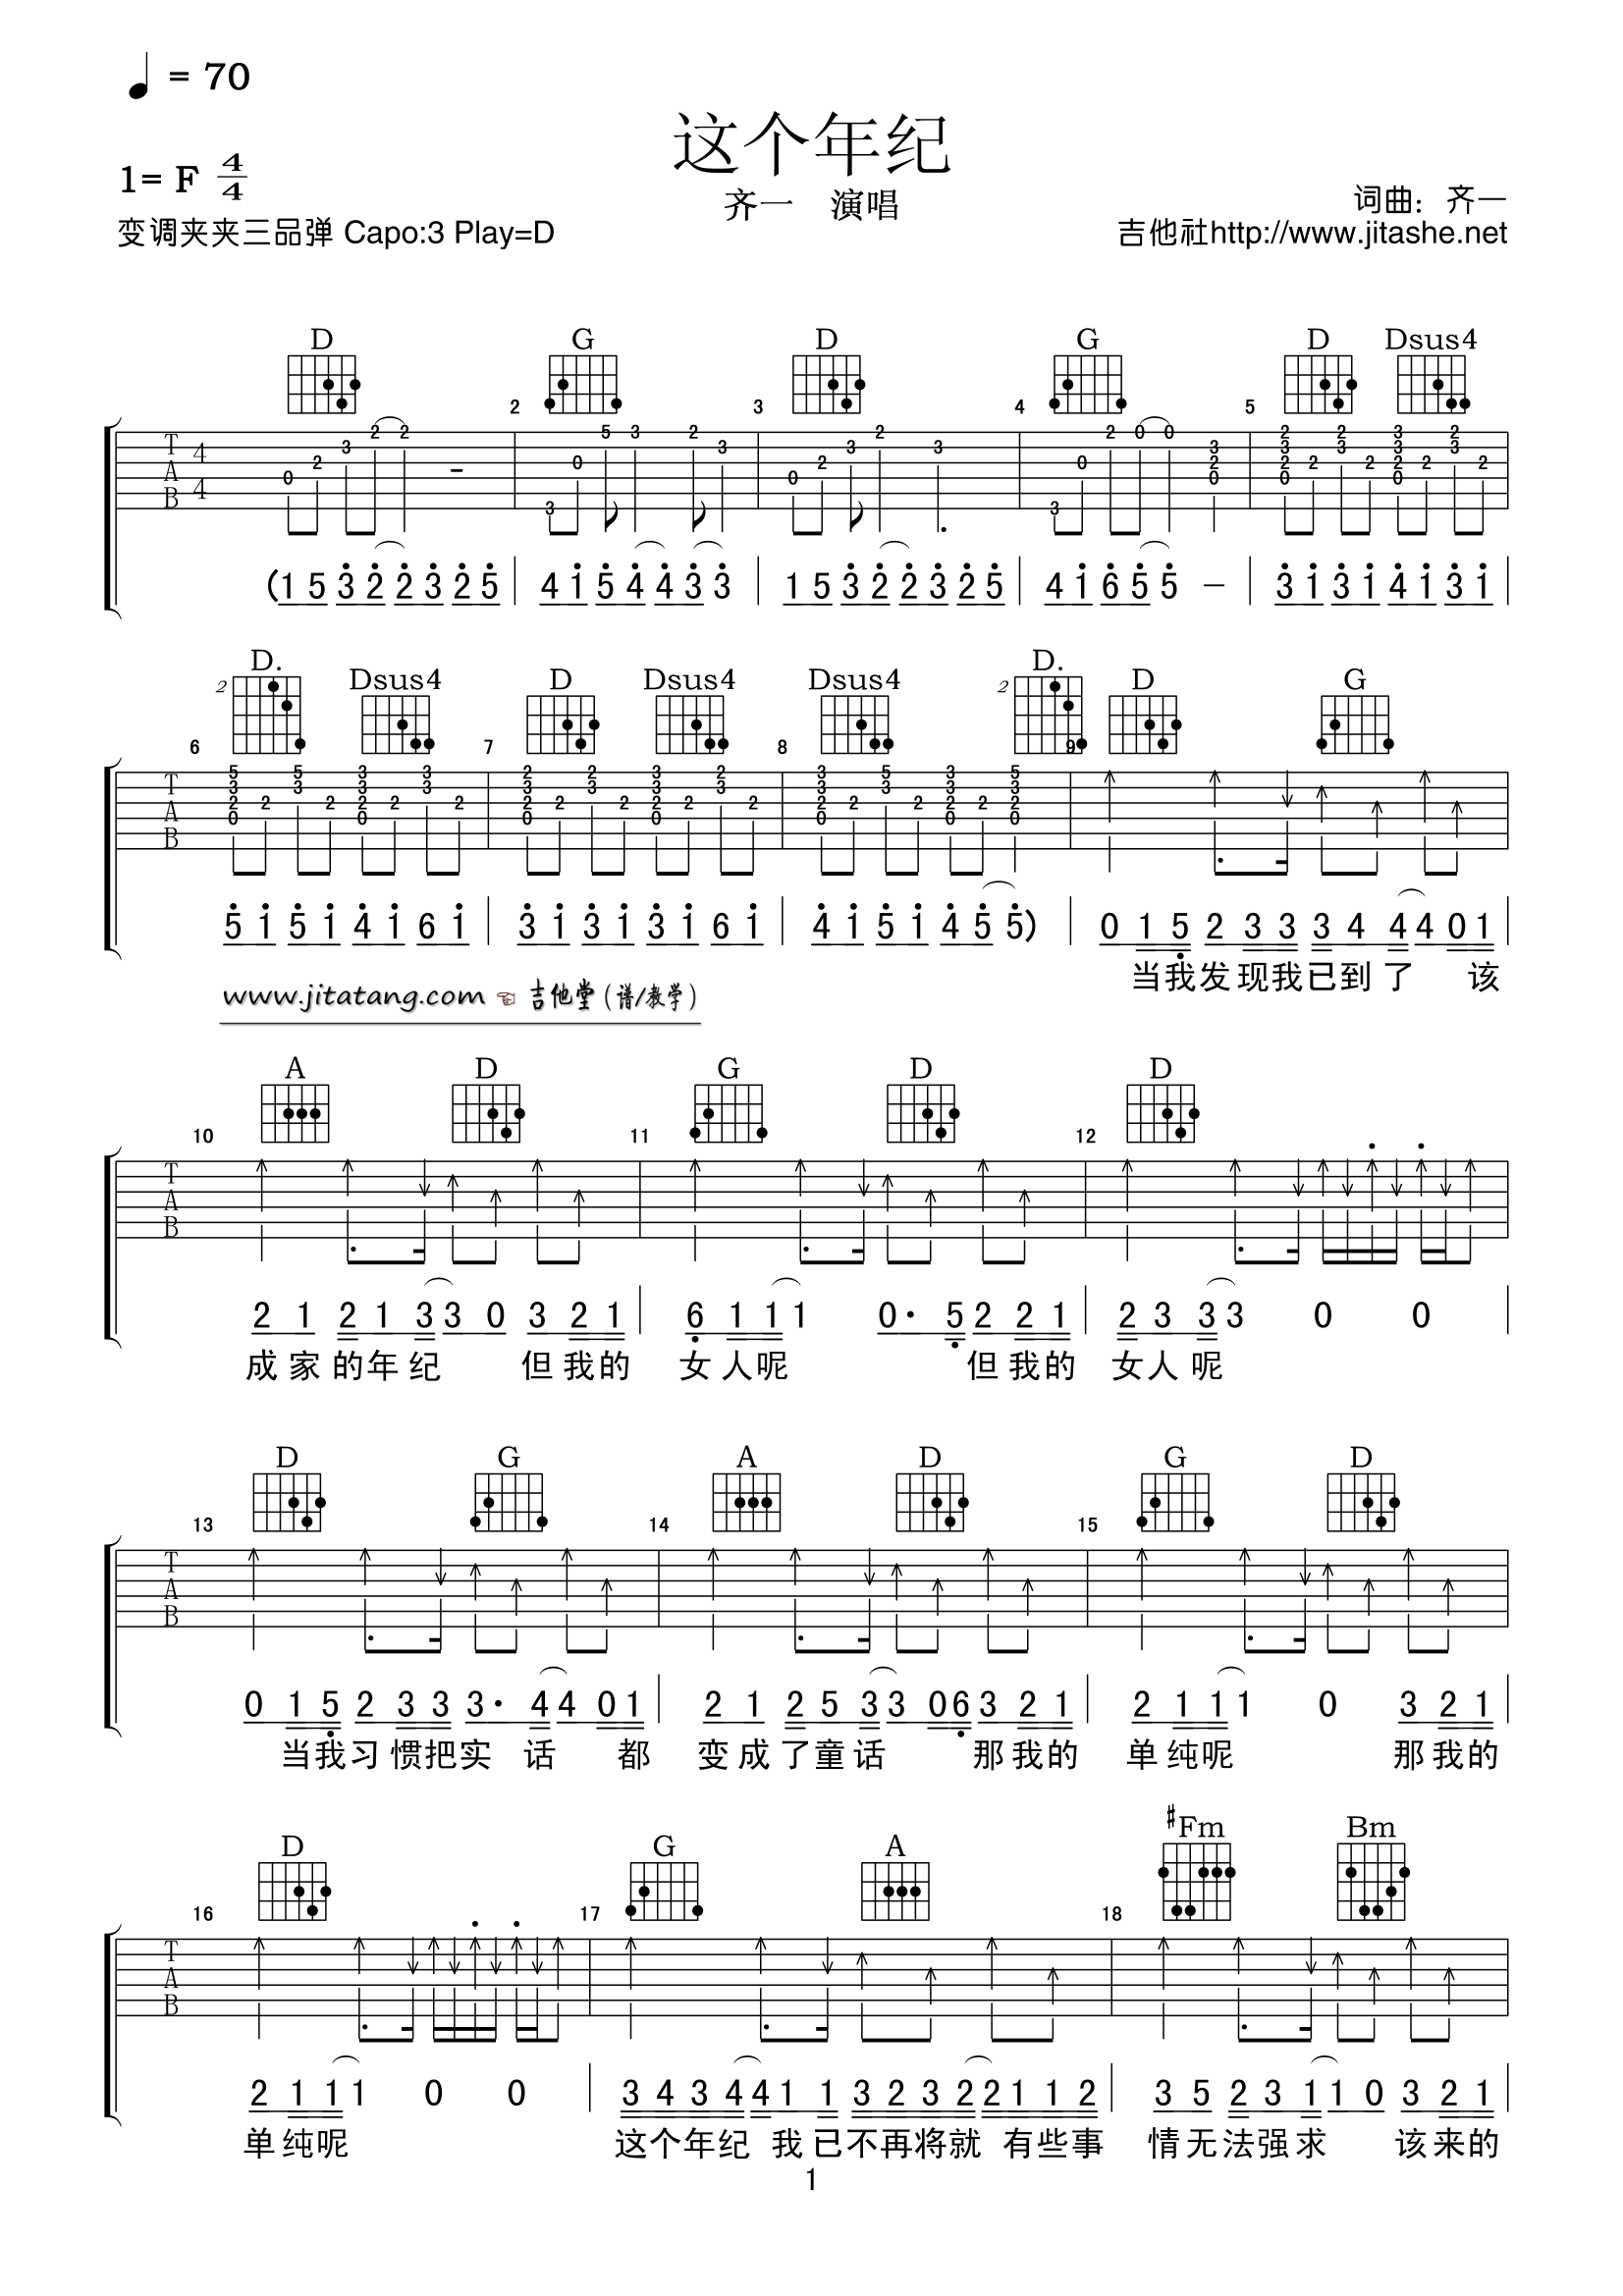 ♩ = 70
这个年纪
1= F 4/4
齐一 演唱
词曲: 齐一
变调夹夹三品弹 Capo:3 Play=D
吉他社http://www.jitashe.net
D G D G D Dsus4
2 3 4 5
T A B 4 4
(1 5 3 2 2 3 2 5 4 1 5 4 4 3 3 1 5 3 2 2 3 2 5 4 1 6 5 5 – 3 1 3 1 4 1 3 1
D. Dsus4 D Dsus4 Dsus4 D. D G
6 7 8 9
T A B
5 1 5 1 4 1 6 1 3 1 3 1 3 1 6 1 4 1 5 1 4 5 5) 0 1 5 2 3 3 3 4 4 4 0 1
当我发现我已到了 该
www.jitatang.com ☜ 吉他堂 (谱/教学)
A D G D D
10 11 12
T A B
2 1 2 1 3 3 0 3 2 1 6 1 1 1 0· 5 2 2 1 2 3 3 3 0 0
成家的年纪 但我的 女人呢 但我的 女人呢
D G A D G D
13 14 15
T A B
0 1 5 2 3 3 3· 4 4 0 1 2 1 2 5 3 3 0 6 3 2 1 2 1 1 1 0 3 2 1
当我习惯把实话 都 变成了童话 那我的 单纯呢 那我的
D G A ♯Fm Bm
16 17 18
T A B
2 1 1 1 0 0 3 4 3 4 4 1 1 3 2 3 2 2 1 1 2 3 5 2 3 1 1 0 3 2 1
单纯呢 这个年纪 我已不再将就 有些事 情无法强求 该来的
1